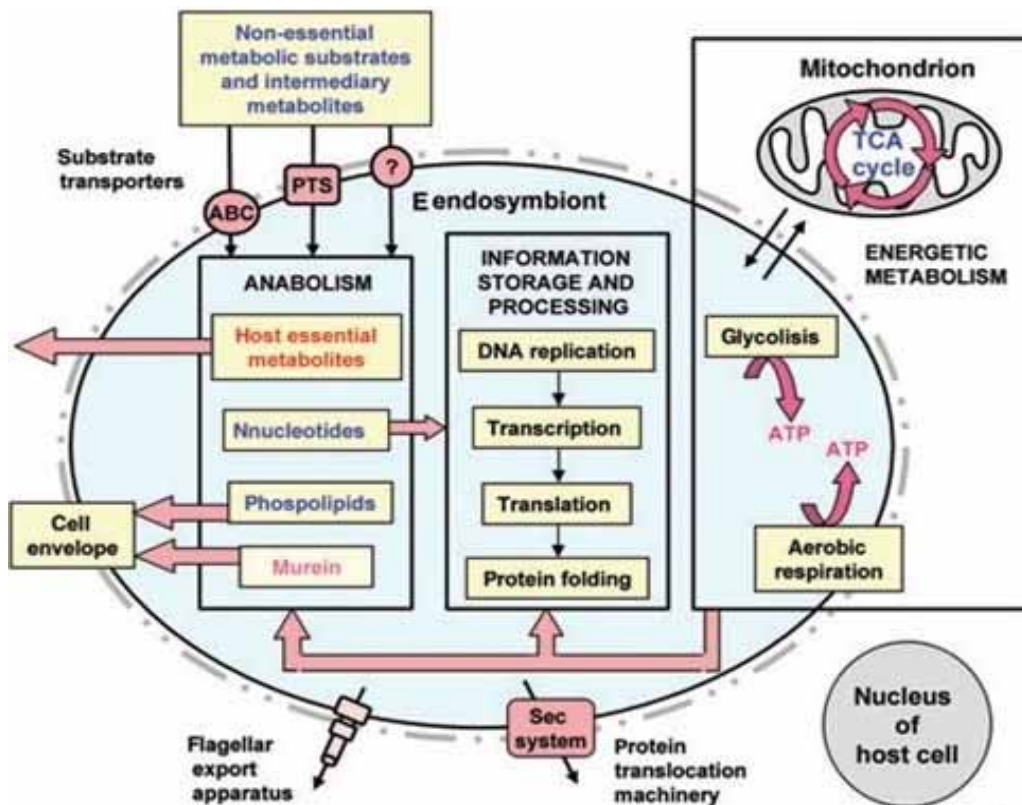 Non-essential
metabolic substrates
and intermediary
metabolites
Substrate
transporters
ABC
PTS
?
Eendosymbiont
ANABOLISM
Host essential
metabolites
Nnucleotides
Phospolipids
Murein
Cell
envelope
INFORMATION
STORAGE AND
PROCESSING
DNA replication
Transcription
Translation
Protein folding
Mitochondrion
TCA
cycle
ENERGETIC
METABOLISM
Glycolisis
ATP
ATP
Aerobic
respiration
Flagellar
export
apparatus
Sec
system
Protein
translocation
machinery
Nucleus
of
host cell